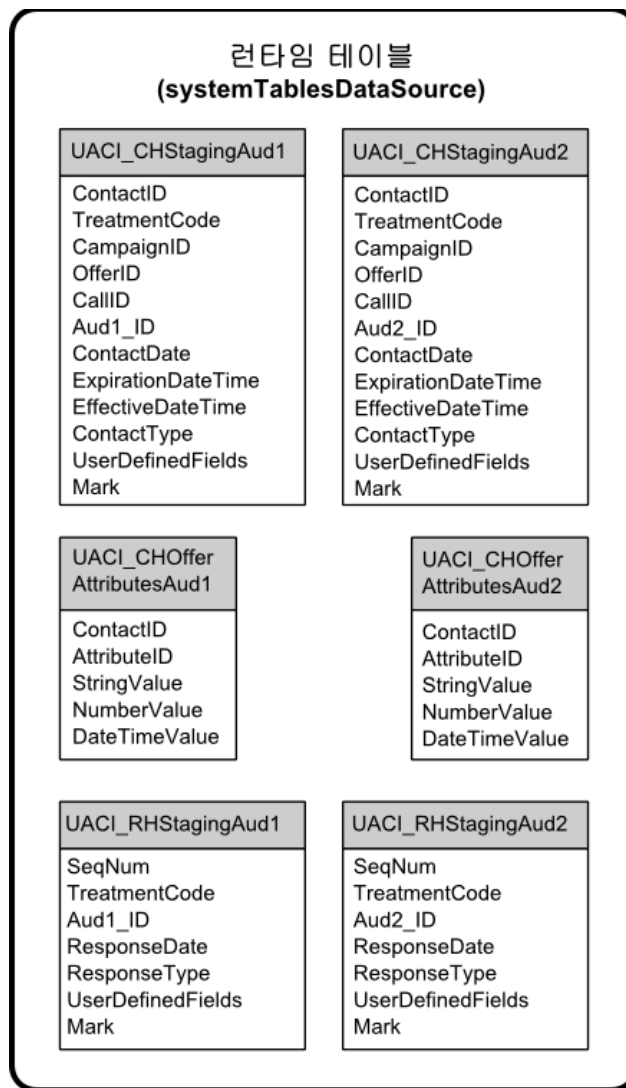 런타임 테이블
(systemTablesDataSource)
UACI_CHStagingAud1
ContactID
TreatmentCode
CampaignID
OfferID
CallID
Aud1_ID
ContactDate
ExpirationDateTime
EffectiveDateTime
ContactType
UserDefinedFields
Mark
UACI_CHStagingAud2
ContactID
TreatmentCode
CampaignID
OfferID
CallID
Aud2_ID
ContactDate
ExpirationDateTime
EffectiveDateTime
ContactType
UserDefinedFields
Mark
UACI_CHOffer
AttributesAud1
ContactID
AttributeID
StringValue
NumberValue
DateTimeValue
UACI_CHOffer
AttributesAud2
ContactID
AttributeID
StringValue
NumberValue
DateTimeValue
UACI_RHStagingAud1
SeqNum
TreatmentCode
Aud1_ID
ResponseDate
ResponseType
UserDefinedFields
Mark
UACI_RHStagingAud2
SeqNum
TreatmentCode
Aud2_ID
ResponseDate
ResponseType
UserDefinedFields
Mark